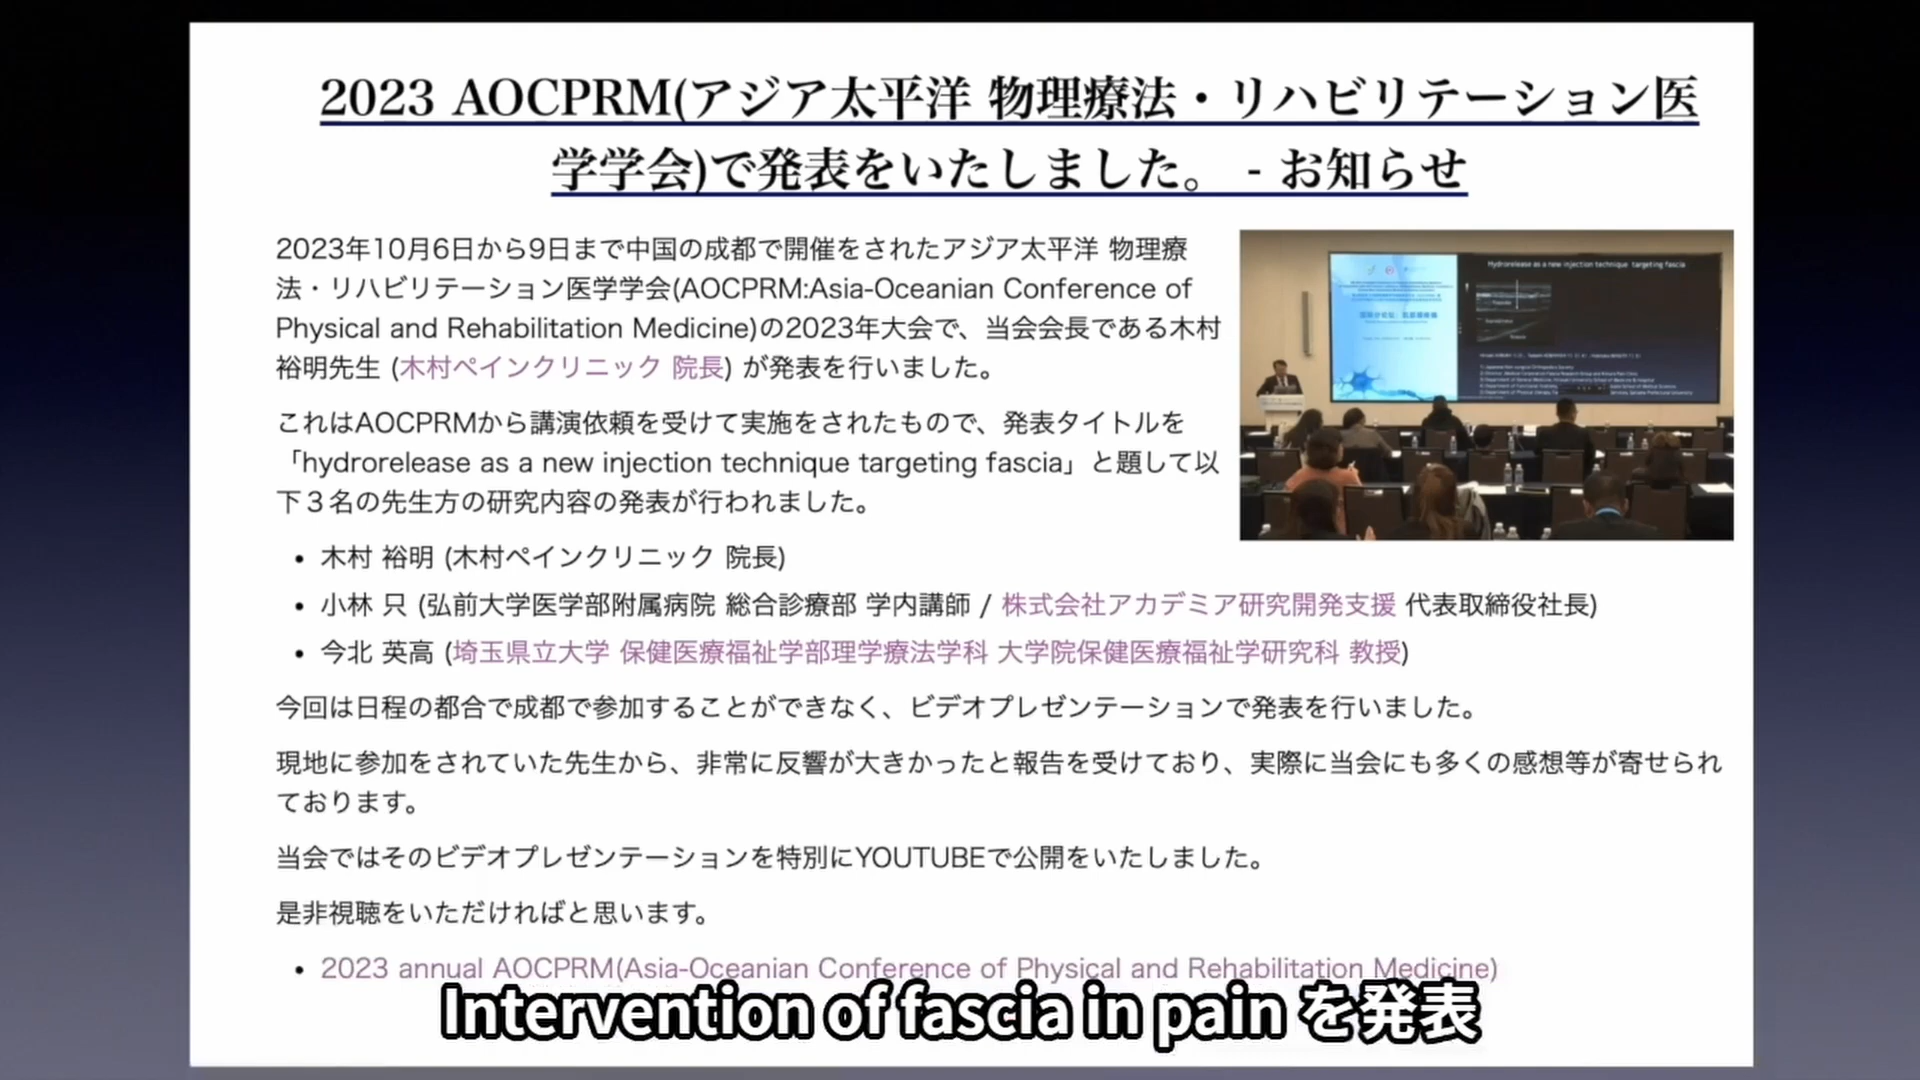 2023 AOCPRM(アジア太平洋 物理療法・リハビリテーション医
学学会)で発表をいたしました。 - お知らせ
2023年10月6日から9日まで中国の成都で開催をされたアジア太平洋 物理療
法・リハビリテーション医学学会(AOCPRM:Asia-Oceanian Conference of
Physical and Rehabilitation Medicine)の2023年大会で、当会会長である木村
裕明先生 (木村ペインクリニック 院長) が発表を行いました。
これはAOCPRMから講演依頼を受けて実施をされたもので、発表タイトルを
「hydrorelease as a new injection technique targeting fascia」と題して以
下３名の先生方の研究内容の発表が行われました。
Hydrorelease as a new injection technique targeting fascia
• 木村 裕明 (木村ペインクリニック 院長)
• 小林 只 (弘前大学医学部附属病院 総合診療部 学内講師 / 株式会社アカデミア研究開発支援 代表取締役社長)
• 今北 英高 (埼玉県立大学 保健医療福祉学部理学療法学科 大学院保健医療福祉学研究科 教授)
今回は日程の都合で成都で参加することができなく、ビデオプレゼンテーションで発表を行いました。
現地に参加をされていた先生から、非常に反響が大きかったと報告を受けており、実際に当会にも多くの感想等が寄せられ
ております。
当会ではそのビデオプレゼンテーションを特別にYOUTUBEで公開をいたしました。
是非視聴をいただければと思います。
• 2023 annual AOCPRM(Asia-Oceanian Conference of Physical and Rehabilitation Medicine)
Intervention of fascia in pain を発表